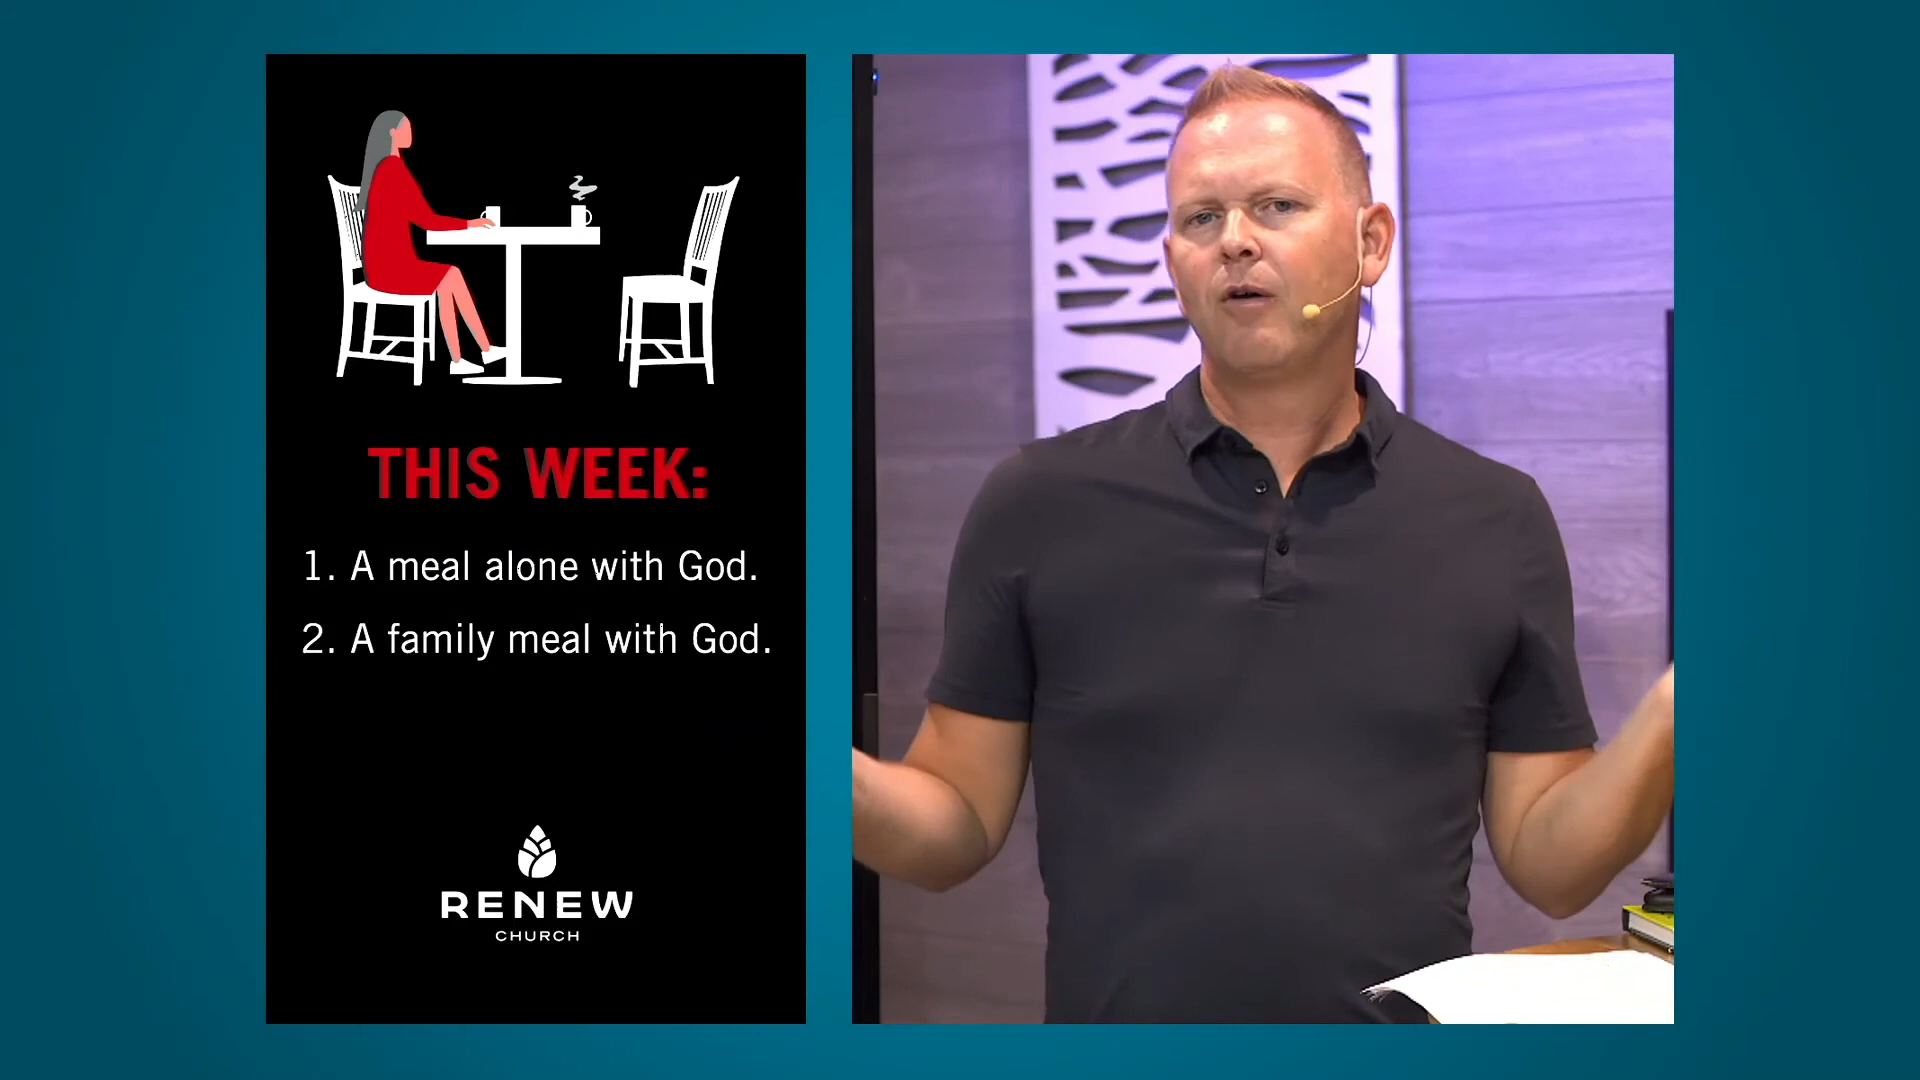 THIS WEEK:
1. A meal alone with God.
2. A family meal with God.
RENEW
CHURCH